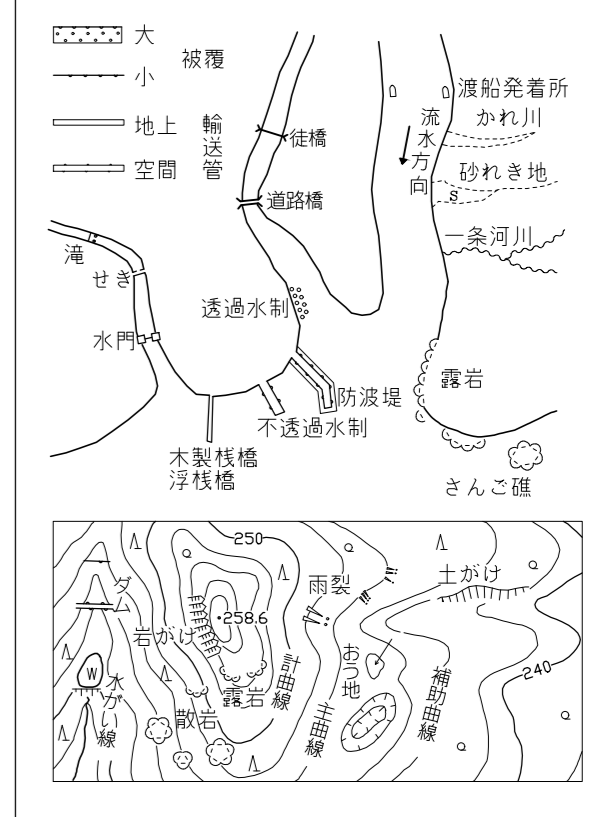 大
被覆
小
地上
輸送管
空間
徒橋
道路橋
渡船発着所
流水方向
かれ川
砂れき地
S
一条河川
滝
せき
水門
透過水制
防波堤
不透過水制
露岩
木製桟橋
浮桟橋
さんご礁
250
雨裂
土がけ
ダム
岩がけ
258.6
計曲線
おう地
補助曲線
240
W
水がい線
露岩
散岩
主曲線